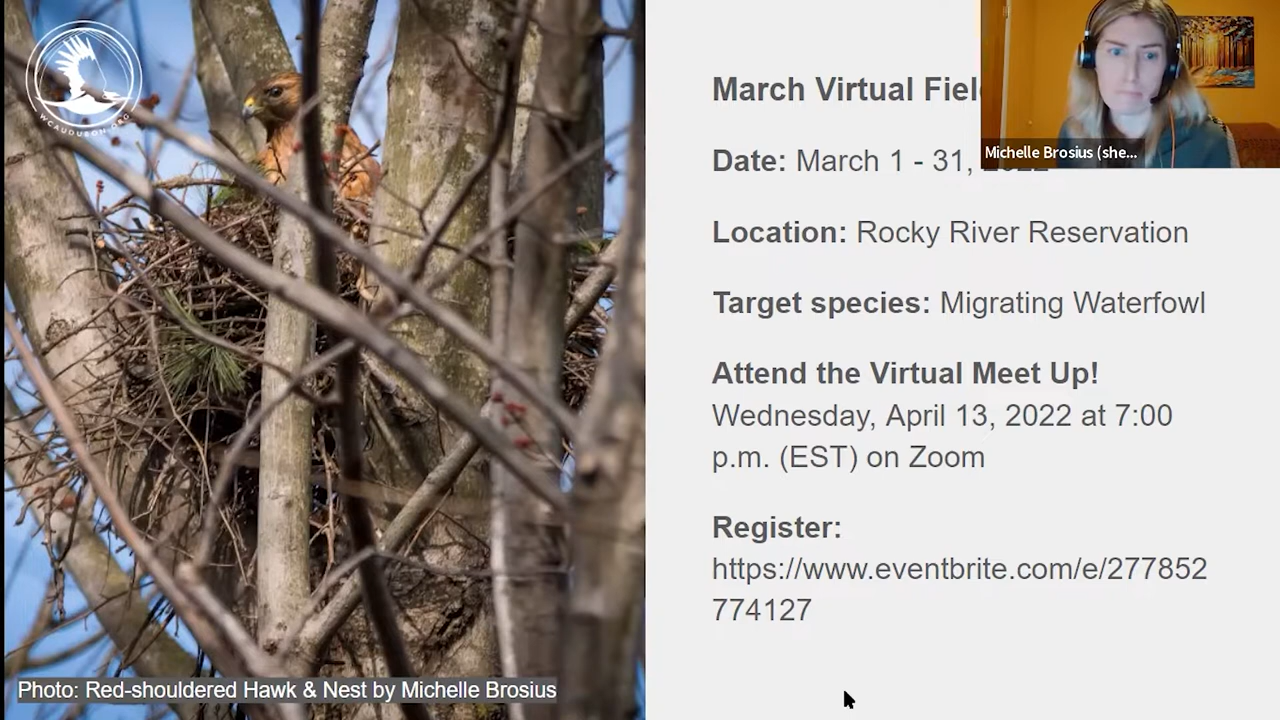 WCAUDUBON.ORG
March Virtual Fiel
Michelle Brosius (she...
Date: March 1 - 31,
Location: Rocky River Reservation
Target species: Migrating Waterfowl
Attend the Virtual Meet Up!
Wednesday, April 13, 2022 at 7:00
p.m. (EST) on Zoom
Register:
https://www.eventbrite.com/e/277852
774127
Photo: Red-shouldered Hawk & Nest by Michelle Brosius